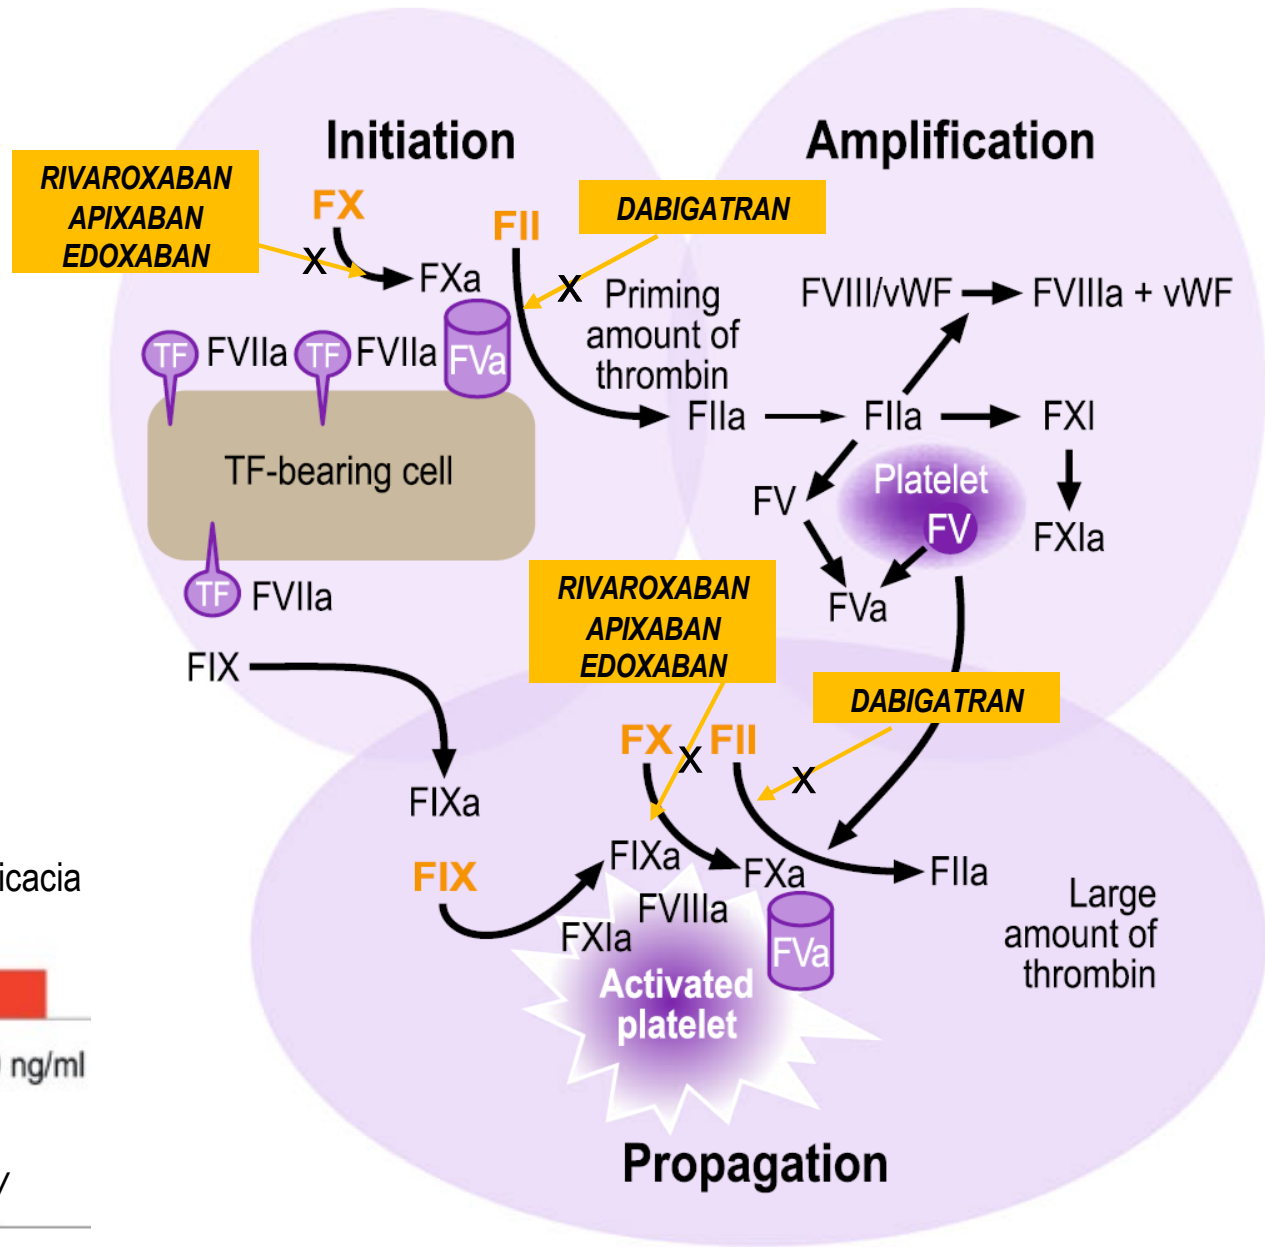 Initiation
Amplification
RIVAROXABAN
APIXABAN
EDOXABAN
FX
FII
DABIGATRAN
FXa
Priming
amount of
thrombin
FVIII/vWF
FVIIIa + vWF
TF
FVIIa
TF
FVIIa
FVa
FIIa
FIIa
FXI
TF-bearing cell
Platelet
FV
FV
FXIa
TF
FVIIa
FVa
RIVAROXABAN
APIXABAN
EDOXABAN
FIX
DABIGATRAN
FX
FII
X
X
X
X
FIXa
FIX
FIXa
FXa
FIIa
FVIIIa
FXIa
FVa
Large
amount of
thrombin
Activated
platelet
Propagation
icacia
ng/ml